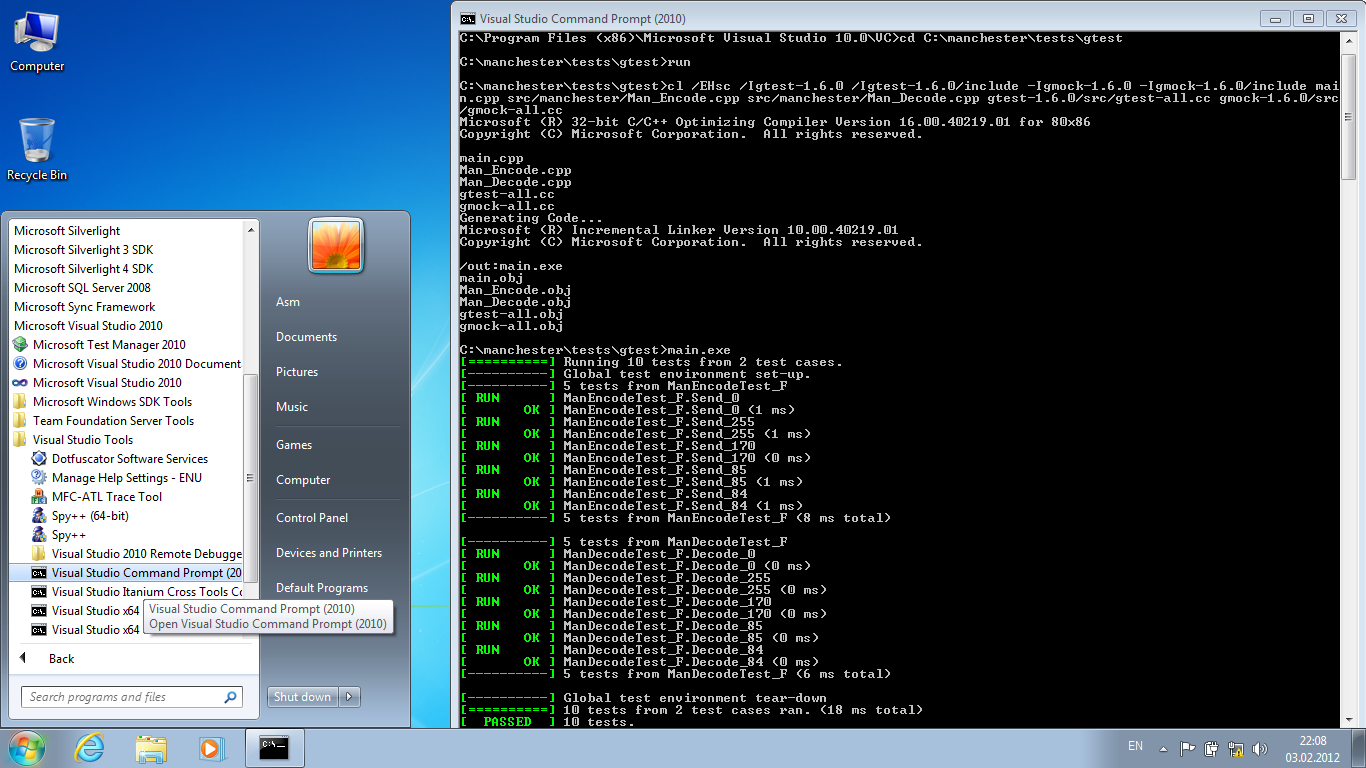 Computer
Recycle Bin
Microsoft Silverlight
Microsoft Silverlight 3 SDK
Microsoft Silverlight 4 SDK
Microsoft SQL Server 2008
Microsoft Sync Framework
Microsoft Visual Studio 2010
Microsoft Test Manager 2010
Microsoft Visual Studio 2010 Document
Microsoft Visual Studio 2010
Microsoft Windows SDK Tools
Team Foundation Server Tools
Visual Studio Tools
Dotfuscator Software Services
Manage Help Settings - ENU
MFC-ATL Trace Tool
Spy++ (64-bit)
Spy++
Visual Studio 2010 Remote Debugge
Visual Studio Command Prompt (20
Visual Studio Itanium Cross Tools Co
Visual Studio x64
Visual Studio x64
Visual Studio Command Prompt (2010)
Open Visual Studio Command Prompt (2010)
Back
Search programs and files
Asm
Documents
Pictures
Music
Games
Computer
Control Panel
Devices and Printers
Default Programs
Shut down
Visual Studio Command Prompt (2010)
C:\Program Files (x86)\Microsoft Visual Studio 10.0\VC>cd C:\manchester\tests\gtest
C:\manchester\tests\gtest>run
C:\manchester\tests\gtest>cl /EHsc /Igtest-1.6.0 /Igtest-1.6.0/include -Igmock-1.6.0 -Igmock-1.6.0/include mai
n.cpp src/manchester/Man_Encode.cpp src/manchester/Man_Decode.cpp gtest-1.6.0/src/gtest-all.cc gmock-1.6.0/src
/gmock-all.cc
Microsoft (R) 32-bit C/C++ Optimizing Compiler Version 16.00.40219.01 for 80x86
Copyright (C) Microsoft Corporation.  All rights reserved.
main.cpp
Man_Encode.cpp
Man_Decode.cpp
gtest-all.cc
gmock-all.cc
Generating Code...
Microsoft (R) Incremental Linker Version 10.00.40219.01
Copyright (C) Microsoft Corporation.  All rights reserved.
/out:main.exe
main.obj
Man_Encode.obj
Man_Decode.obj
gtest-all.obj
gmock-all.obj
C:\manchester\tests\gtest>main.exe
[==========] Running 10 tests from 2 test cases.
[----------] Global test environment set-up.
[----------] 5 tests from ManEncodeTest_F
[ RUN      ] ManEncodeTest_F.Send_0
[       OK ] ManEncodeTest_F.Send_0 (1 ms)
[ RUN      ] ManEncodeTest_F.Send_255
[       OK ] ManEncodeTest_F.Send_255 (1 ms)
[ RUN      ] ManEncodeTest_F.Send_170
[       OK ] ManEncodeTest_F.Send_170 (0 ms)
[ RUN      ] ManEncodeTest_F.Send_85
[       OK ] ManEncodeTest_F.Send_85 (1 ms)
[ RUN      ] ManEncodeTest_F.Send_84
[       OK ] ManEncodeTest_F.Send_84 (1 ms)
[----------] 5 tests from ManEncodeTest_F (8 ms total)
[----------] 5 tests from ManDecodeTest_F
[ RUN      ] ManDecodeTest_F.Decode_0
[       OK ] ManDecodeTest_F.Decode_0 (0 ms)
[ RUN      ] ManDecodeTest_F.Decode_255
[       OK ] ManDecodeTest_F.Decode_255 (0 ms)
[ RUN      ] ManDecodeTest_F.Decode_170
[       OK ] ManDecodeTest_F.Decode_170 (0 ms)
[ RUN      ] ManDecodeTest_F.Decode_85
[       OK ] ManDecodeTest_F.Decode_85 (0 ms)
[ RUN      ] ManDecodeTest_F.Decode_84
[       OK ] ManDecodeTest_F.Decode_84 (0 ms)
[----------] 5 tests from ManDecodeTest_F (6 ms total)
[----------] Global test environment tear-down
[==========] 10 tests from 2 test cases ran. (18 ms total)
[  PASSED  ] 10 tests.
EN
22:08
03.02.2012